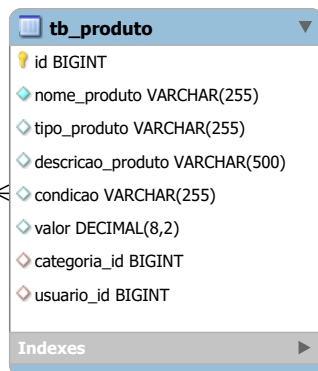 tb_produto
id BIGINT
nome_produto VARCHAR(255)
tipo_produto VARCHAR(255)
descricao_produto VARCHAR(500)
condicao VARCHAR(255)
valor DECIMAL(8,2)
categoria_id BIGINT
usuario_id BIGINT
Indexes